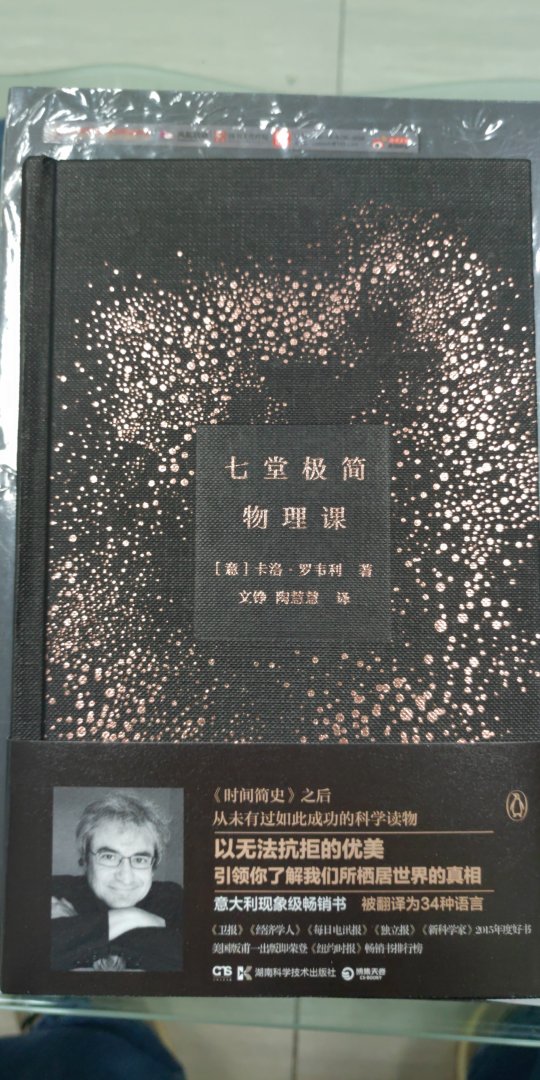 七堂极简
物理课
[意]卡洛·罗韦利 著
文铮 陶慧慧 译
《时间简史》之后
从未有过如此成功的科学读物
以无法抗拒的优美
引领你了解我们所栖居世界的真相
意大利现象级畅销书 被翻译为34种语言
《卫报》《经济学人》《每日电讯报》《独立报》《新科学家》2015年度好书
美国版甫一出版即荣登《纽约时报》畅销书排行榜
湖南科学技术出版社 博集天卷
CS-BOOKY